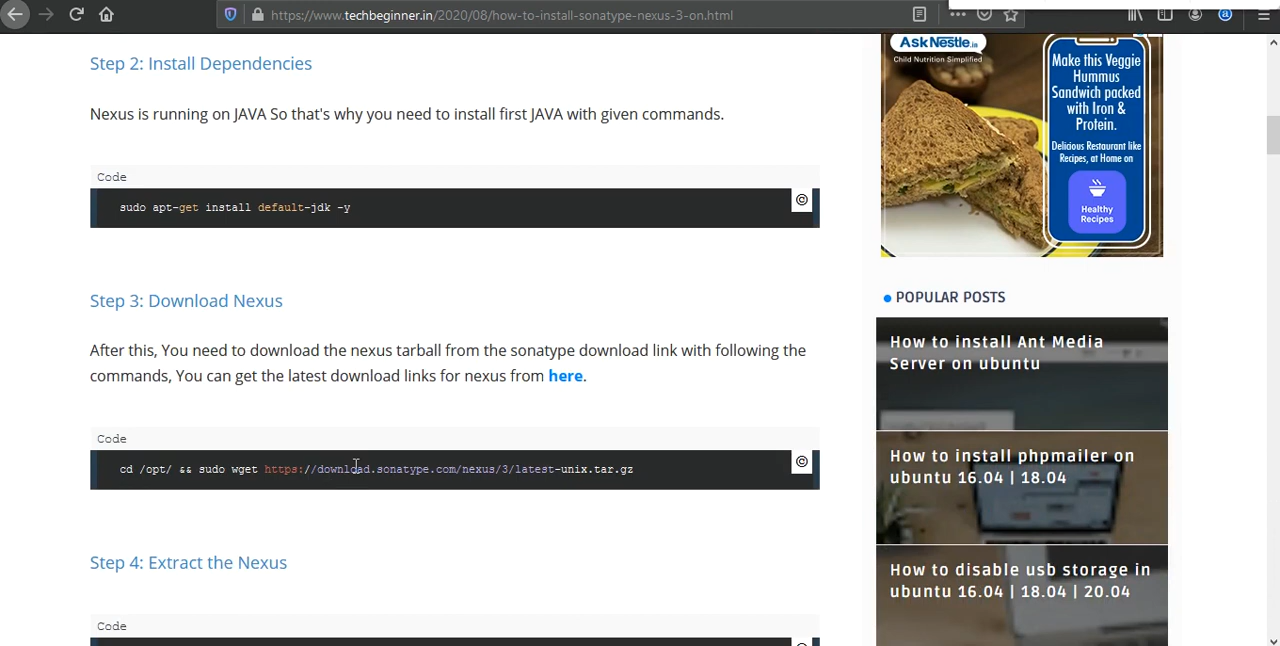 https://www.techbeginner.in/2020/08/how-to-install-sonatype-nexus-3-on.html
Step 2: Install Dependencies
Nexus is running on JAVA So that's why you need to install first JAVA with given commands.
Code
sudo apt-get install default-jdk -y
Step 3: Download Nexus
After this, You need to download the nexus tarball from the sonatype download link with following the
commands, You can get the latest download links for nexus from here.
Code
cd /opt/ && sudo wget https://download.sonatype.com/nexus/3/latest-unix.tar.gz
Step 4: Extract the Nexus
Code
AskNestle.in
Child Nutrition Simplified
Make this Veggie
Hummus
Sandwich packed
with Iron &
Protein.
Delicious Restaurant like
Recipes, at Home on
Healthy
Recipes
POPULAR POSTS
How to install Ant Media
Server on ubuntu
How to install phpmailer on
ubuntu 16.04 | 18.04
How to disable usb storage in
ubuntu 16.04 | 18.04 | 20.04